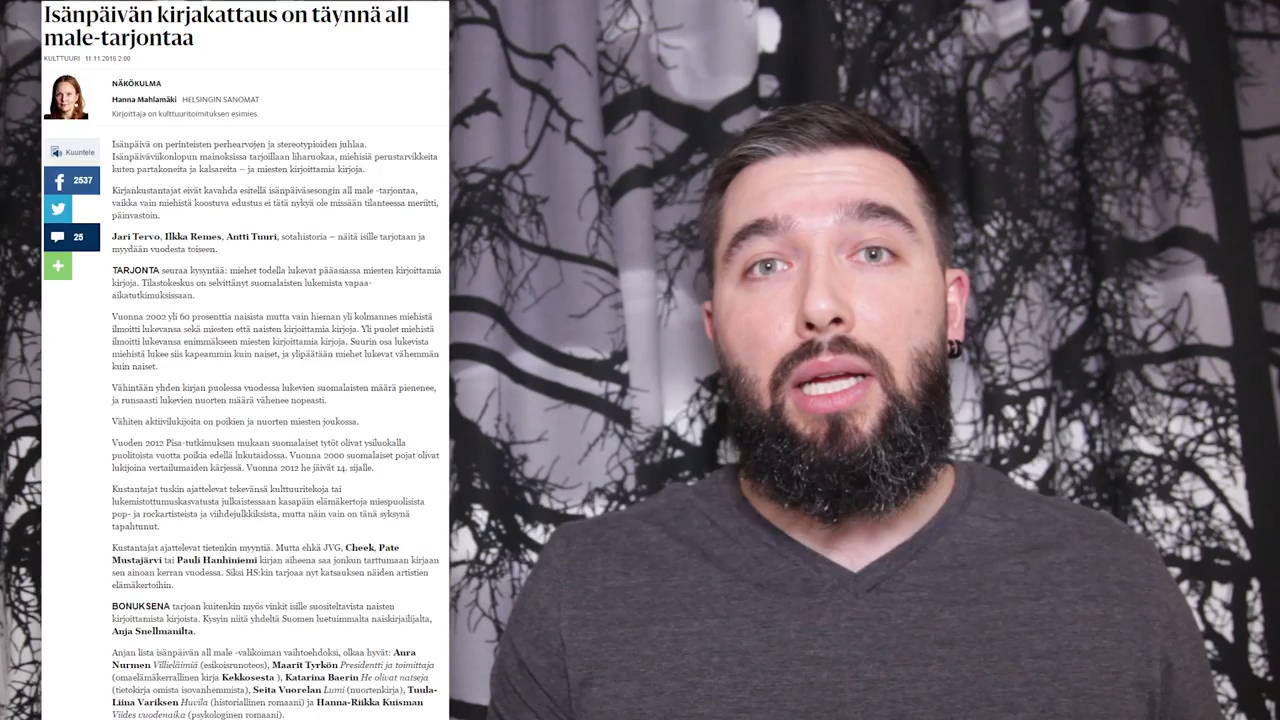 Isänpäivän kirjakattaus on täynnä all
male-tarjontaa
KULTTUURI 11.11.2016 2:00
NÄKÖKULMA
Hanna Mahlamäki HELSINGIN SANOMAT
Kirjoittaja on kulttuuritoimituksen esimies.
Kuuntele
2537
25
Isänpäivä on perinteisten perhearvojen ja stereotypioiden juhlaa.
Isänpäiväviikonlopun mainoksissa tarjoillaan liharuokaa, miehisiä perustarvikkeita
kuten partakoneita ja kalsareita – ja miesten kirjoittamia kirjoja.
Kirjankustantajat eivät kavahda esitellä isänpäiväsesongin all male -tarjontaa,
vaikka vain miehistä koostuva edustus ei tätä nykyä ole missään tilanteessa meriitti,
päinvastoin.
Jari Tervo, Ilkka Remes, Antti Tuuri, sotahistoria – näitä isille tarjotaan ja
myydään vuodesta toiseen.
TARJONTA seuraa kysyntää: miehet todella lukevat pääasiassa miesten kirjoittamia
kirjoja. Tilastokeskus on selvittänyt suomalaisten lukemista vapaa-
aikatutkimuksissaan.
Vuonna 2002 yli 60 prosenttia naisista mutta vain hieman yli kolmannes miehistä
ilmoitti lukevansa sekä miesten että naisten kirjoittamia kirjoja. Yli puolet miehistä
ilmoitti lukevansa enimmäkseen miesten kirjoittamia kirjoja. Suurin osa lukevista
miehistä lukee siis kapeammin kuin naiset, ja ylipäätään miehet lukevat vähemmän
kuin naiset.
Vähintään yhden kirjan puolessa vuodessa lukevien suomalaisten määrä pienenee,
ja runsaasti lukevien nuorten määrä vähenee nopeasti.
Vähiten aktiivilukijoita on poikien ja nuorten miesten joukossa.
Vuoden 2012 Pisa-tutkimuksen mukaan suomalaiset tytöt olivat ysiluokalla
puolitoista vuotta poikia edellä lukutaidossa. Vuonna 2000 suomalaiset pojat olivat
lukijoina vertailumaiden kärjessä. Vuonna 2012 he jäivät 14. sijalle.
Kustantajat tuskin ajattelevat tekevänsä kulttuuritekoja tai
lukemistottumuskasvatusta julkaistessaan kasapäin elämäkertoja miespuolisista
pop- ja rockartisteista ja viihdejulkkiksista, mutta näin vain on tänä syksynä
tapahtunut.
Kustantajat ajattelevat tietenkin myyntiä. Mutta ehkä JVG, Cheek, Pate
Mustajärvi tai Pauli Hanhiniemi kirjan aiheena saa jonkun tarttumaan kirjaan
sen ainoan kerran vuodessa. Siksi HS:kin tarjoaa nyt katsauksen näiden artistien
elämäkertoihin.
BONUKSENA tarjoan kuitenkin myös vinkit isille suositeltavista naisten
kirjoittamista kirjoista. Kysyin niitä yhdeltä Suomen luetuimmalta naiskirjailijalta,
Anja Snellmanilta.
Anjan lista isänpäivän all male -valikoiman vaihtoehdoksi, olkaa hyvät: Aura
Nurmen Villieläimiä (esikoisrunoteos), Maarit Tyrkön Presidentti ja toimittaja
(omaelämäkerrallinen kirja Kekkosesta ), Katarina Baerin He olivat natseja
(tietokirja omista isovanhemmista), Seita Vuorelan Lumi (nuortenkirja), Tuula-
Liina Variksen Huvila (historiallinen romaani) ja Hanna-Riikka Kuisman
Viides vuodenaika (psykologinen romaani).